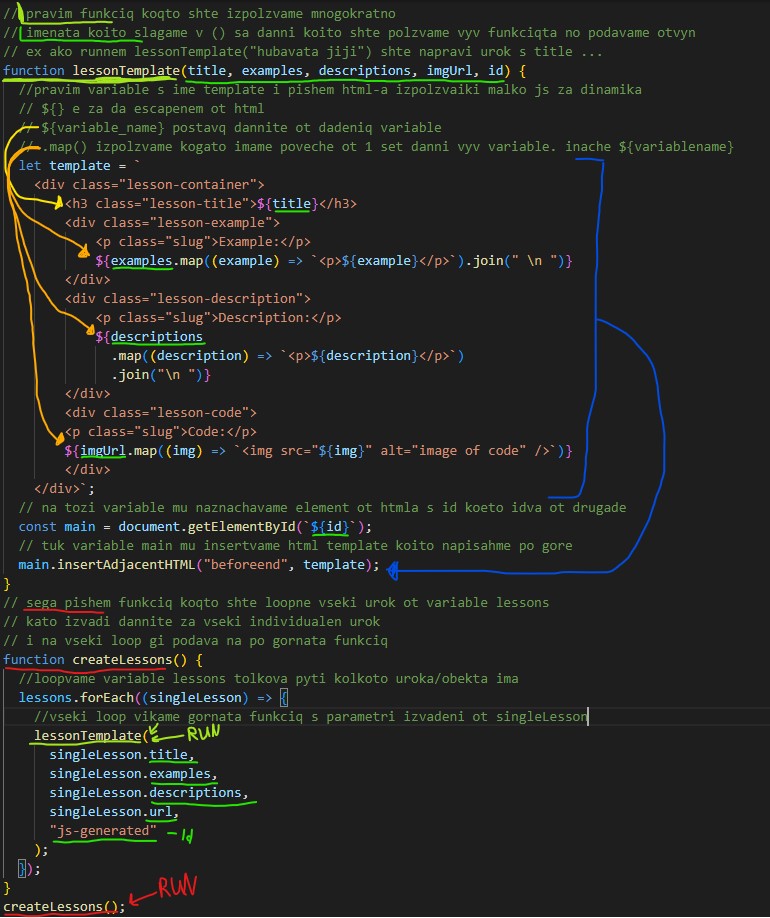 // pravim funkciq koqto shte izpolzvame mnogokratno
// imenata koito slagame v () sa danni koito shte polzvame vyv funkciqta no podavame otvyn
// ex ako runnem lessonTemplate("hubavata jiji") shte napravi urok s title ...
function lessonTemplate(title, examples, descriptions, imgUrl, id) {
//pravim variable s ime template i pishem html-a izpolzvaiki malko js za dinamika
// ${} e za da escapenem ot html
// ${variable_name} postavq dannite ot dadeniq variable
// .map() izpolzvame kogato imame poveche ot 1 set danni vyv variable. inache ${variablename}
let template = `
<div class="lesson-container">
<h3 class="lesson-title">${title}</h3>
<div class="lesson-example">
<p class="slug">Example:</p>
${examples.map((example) => `<p>${example}</p>`).join(" \n ")}
</div>
<div class="lesson-description">
<p class="slug">Description:</p>
${descriptions
.map((description) => `<p>${description}</p>`)
.join("\n ")}
</div>
<div class="lesson-code">
<p class="slug">Code:</p>
${imgUrl.map((img) => `<img src="${img}" alt="image of code" />`)}
</div>
</div>`;
// na tozi variable mu naznachavame element ot htmla s id koeto idva ot drugade
const main = document.getElementById(`${id}`);
// tuk variable main mu insertvame html template koito napisahme po gore
main.insertAdjacentHTML("beforeend", template);
}
// sega pishem funkciq koqto shte loopne vseki urok ot variable lessons
// kato izvadi dannite za vseki individualen urok
// i na vseki loop gi podava na po gornata funkciq
function createLessons() {
//loopvame variable lessons tolkova pyti kolkoto uroka/obekta ima
lessons.forEach((singleLesson) => {
//vseki loop vikame gornata funkciq s parametri izvadeni ot singleLesson
lessonTemplate( RUN
singleLesson.title,
singleLesson.examples,
singleLesson.descriptions,
singleLesson.url,
"js-generated" - Id
);
});
}
createLessons(); RUN